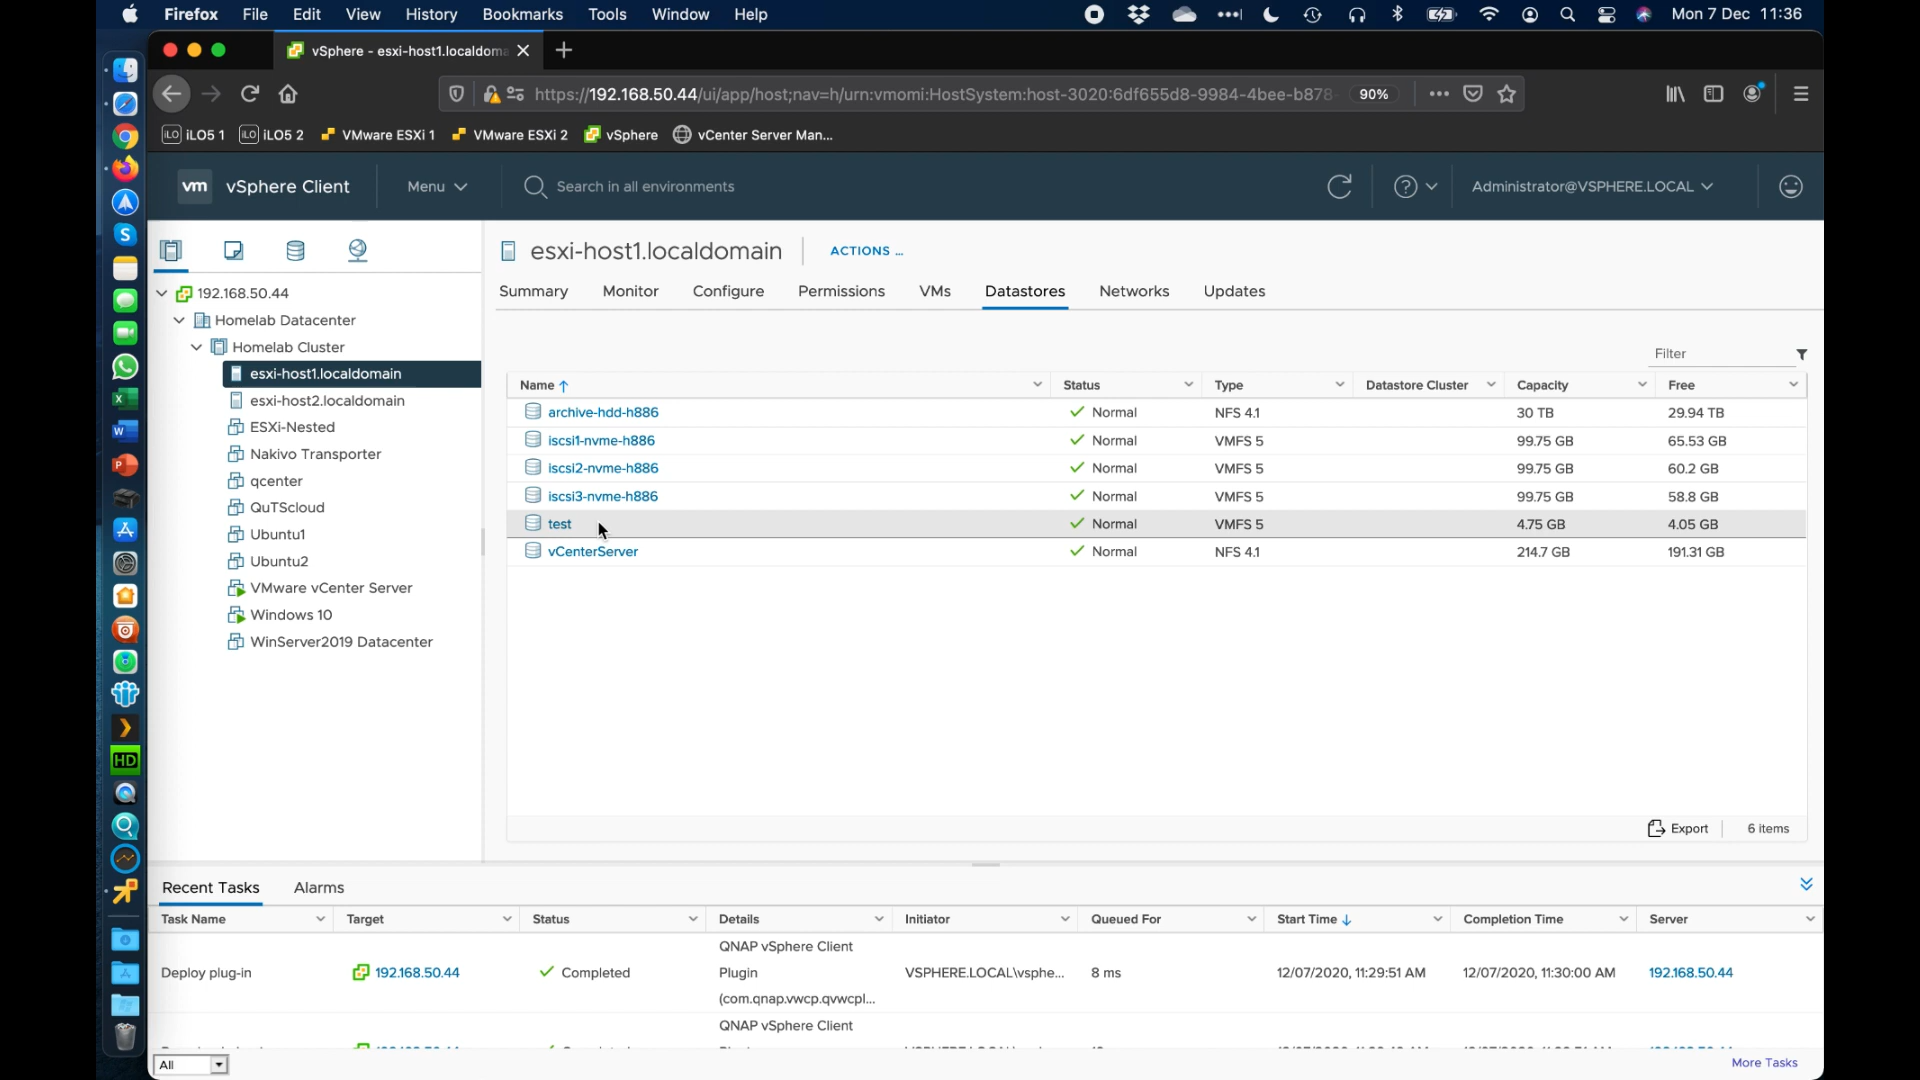 Firefox File Edit View History Bookmarks Tools Window Help Mon 7 Dec 11:36
vSphere - esxi-host1.localdoma
https://192.168.50.44/ui/app/host;nav=h/urn:vmomi:HostSystem:host-3020:6df655d8-9984-4bee-b878- 90%
iLO iLO5 1 iLO iLO5 2 VMware ESXi 1 VMware ESXi 2 vSphere vCenter Server Man...
vm vSphere Client Menu Search in all environments Administrator@VSPHERE.LOCAL
esxi-host1.localdomain ACTIONS ...
Summary Monitor Configure Permissions VMs Datastores Networks Updates
192.168.50.44
Homelab Datacenter
Homelab Cluster
esxi-host1.localdomain
esxi-host2.localdomain
ESXi-Nested
Nakivo Transporter
qcenter
QuTScloud
Ubuntu1
Ubuntu2
VMware vCenter Server
Windows 10
WinServer2019 Datacenter
Filter
Name Status Type Datastore Cluster Capacity Free
archive-hdd-h886 Normal NFS 4.1 30 TB 29.94 TB
iscsi1-nvme-h886 Normal VMFS 5 99.75 GB 65.53 GB
iscsi2-nvme-h886 Normal VMFS 5 99.75 GB 60.2 GB
iscsi3-nvme-h886 Normal VMFS 5 99.75 GB 58.8 GB
test Normal VMFS 5 4.75 GB 4.05 GB
vCenterServer Normal NFS 4.1 214.7 GB 191.31 GB
Export 6 items
HD
Recent Tasks Alarms
Task Name Target Status Details Initiator Queued For Start Time Completion Time Server
QNAP vSphere Client
Deploy plug-in 192.168.50.44 Completed Plugin VSPHERE.LOCAL\vsphe... 8 ms 12/07/2020, 11:29:51 AM 12/07/2020, 11:30:00 AM 192.168.50.44
(com.qnap.vwcp.qvwcpl...
QNAP vSphere Client
All More Tasks